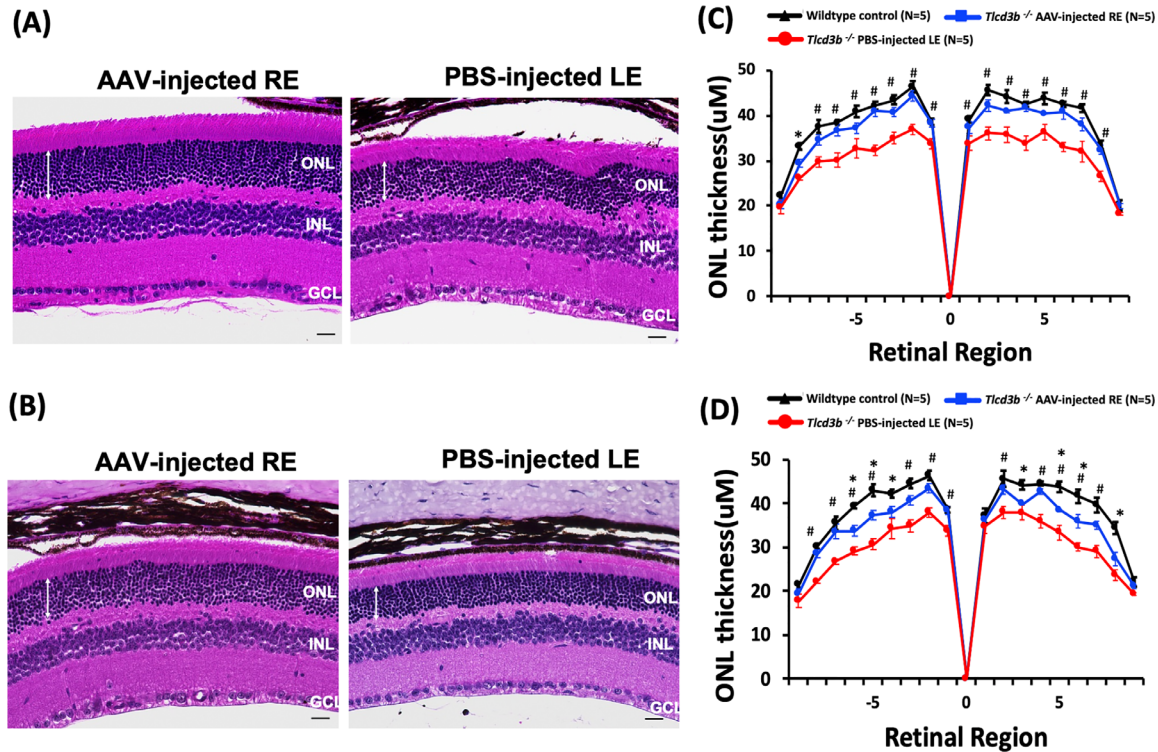 (A)
AAV-injected RE
PBS-injected LE
ONL
INL
GCL
ONL
INL
GCL
(B)
AAV-injected RE
PBS-injected LE
ONL
INL
GCL
ONL
INL
GCL
(C)
Wildtype control (N=5)
Tlcd3b -/- AAV-injected RE (N=5)
Tlcd3b -/- PBS-injected LE (N=5)
ONL thickness(uM)
50
40
30
20
10
0
* # # # # # # #
# # # # # # # #
-5 0 5
Retinal Region
(D)
Wildtype control (N=5)
Tlcd3b -/- AAV-injected RE (N=5)
Tlcd3b -/- PBS-injected LE (N=5)
ONL thickness(uM)
50
40
30
20
10
0
* * * * * *
# # # # # # # # # # # # *
-5 0 5
Retinal Region